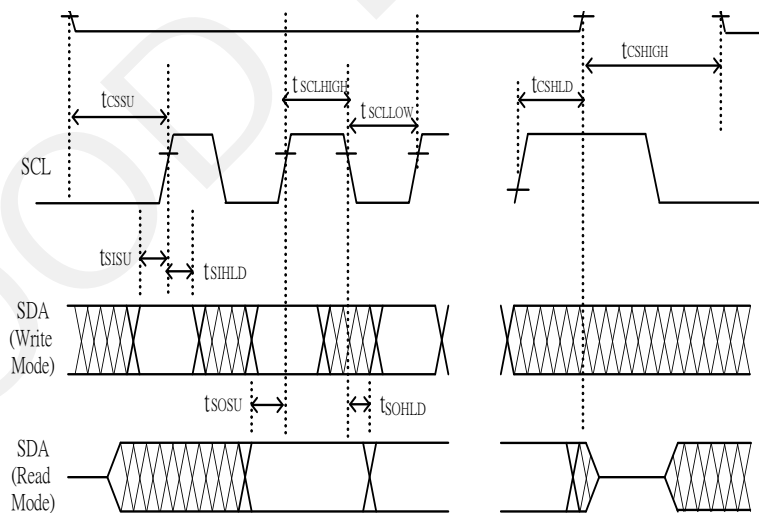 tCSHIGH
tSCLHIGH
tCSHLD
tCSSU
tSCLLOW
SCL
tSISU
tSIHLD
SDA
(Write
Mode)
tSOSU
tSOHLD
SDA
(Read
Mode)